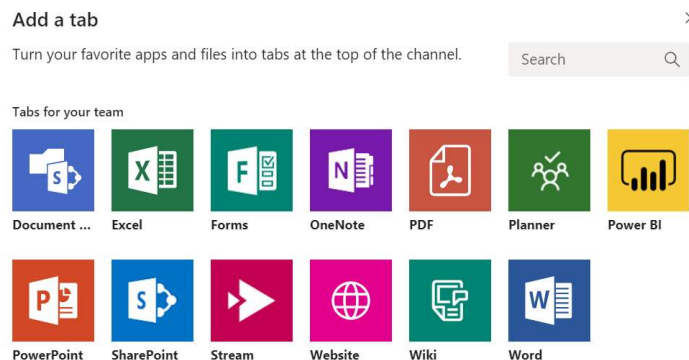 Add a tab
Turn your favorite apps and files into tabs at the top of the channel.
Search
Tabs for your team
Document ...
Excel
Forms
OneNote
PDF
Planner
Power BI
PowerPoint
SharePoint
Stream
Website
Wiki
Word